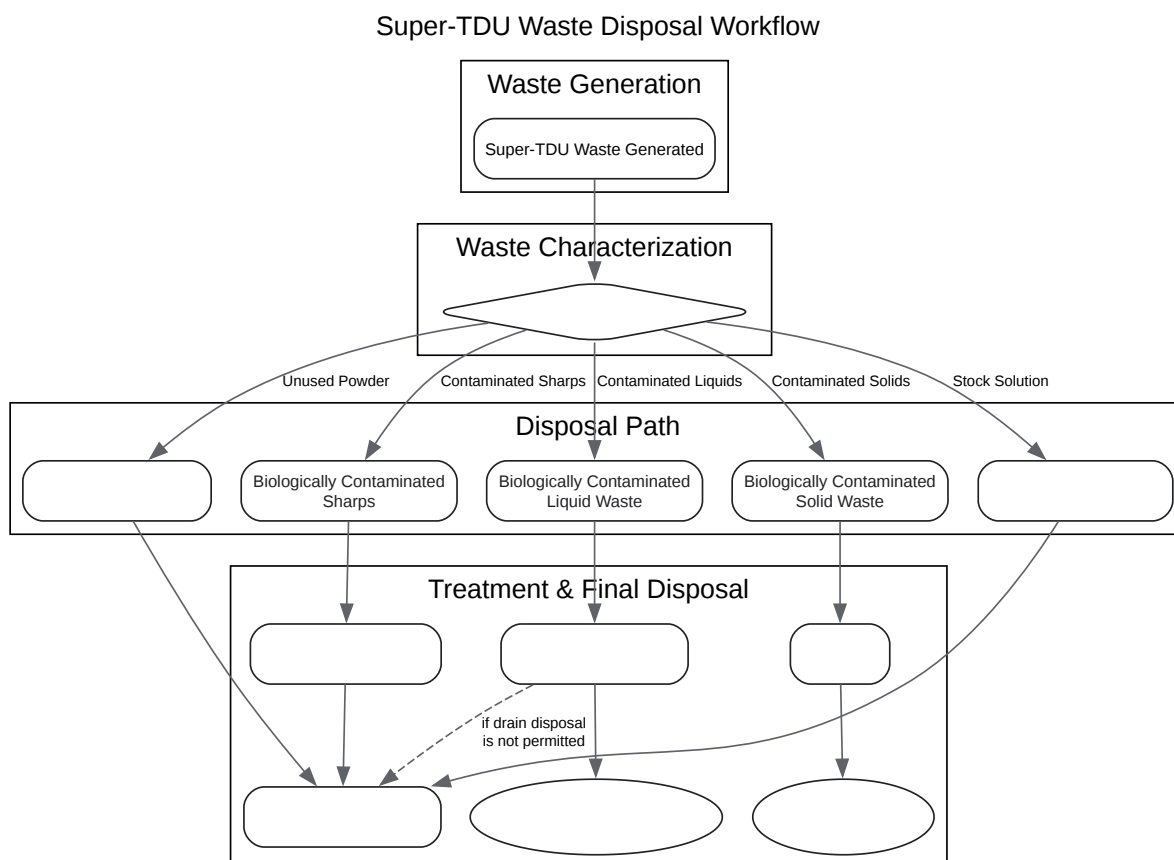 Super-TDU Waste Disposal Workflow
Waste Generation
Super-TDU Waste Generated
Waste Characterization
Unused Powder
Contaminated Sharps
Contaminated Liquids
Contaminated Solids
Stock Solution
Disposal Path
Biologically Contaminated
Sharps
Biologically Contaminated
Liquid Waste
Biologically Contaminated
Solid Waste
Treatment & Final Disposal
if drain disposal
is not permitted